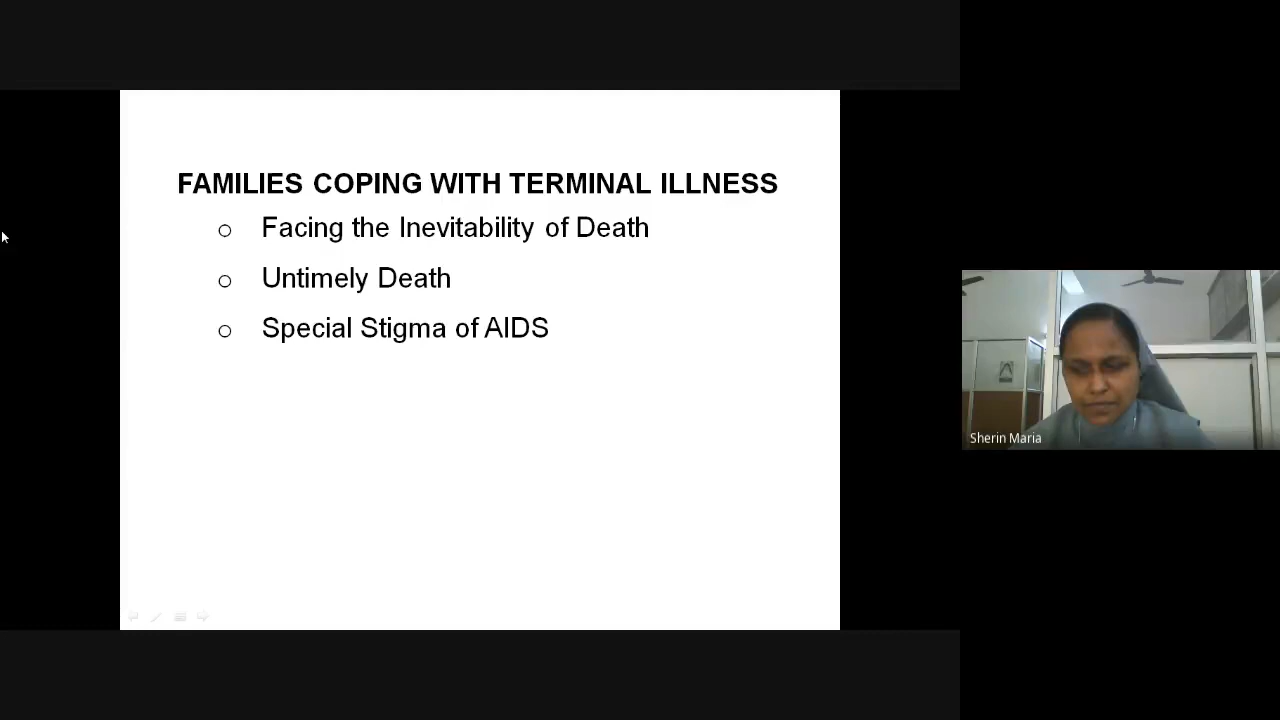 FAMILIES COPING WITH TERMINAL ILLNESS
Facing the Inevitability of Death
Untimely Death
Special Stigma of AIDS
Sherin Maria